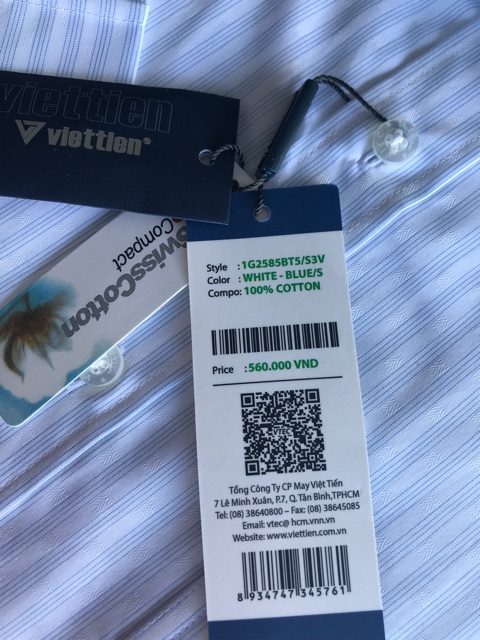 viettien
viettien®
SwissCotton
Compact
Style : 1G2585BT5/S3V
Color : WHITE - BLUE/S
Compo: 100% COTTON
Price : 560.000 VND
Tổng Công Ty CP May Việt Tiến
7 Lê Minh Xuân, P.7, Q. Tân Bình,TPHCM
Tel: (08) 38640800 – Fax: (08) 38645085
Email: vtec@ hcm.vnn.vn
Website: www.viettien.com.vn
8 934747 345761